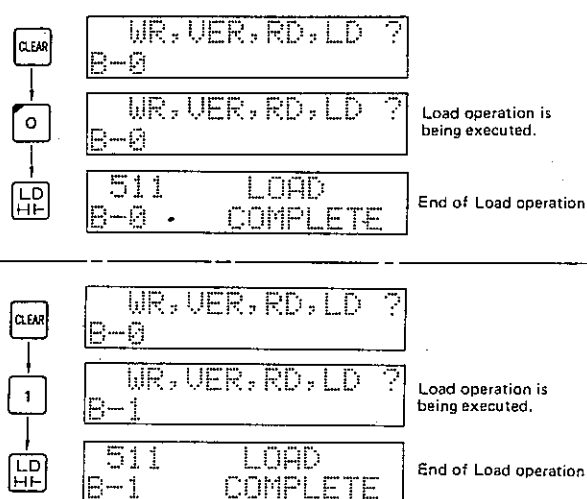 CLEAR
WR,VER,RD,LD ?
B-0
0
WR,VER,RD,LD ?
B-0
Load operation is
being executed.
LD
511 LOAD
B-0 COMPLETE
End of Load operation
CLEAR
WR,VER,RD,LD ?
B-0
1
WR,VER,RD,LD ?
B-1
Load operation is
being executed.
LD
511 LOAD
B-1 COMPLETE
End of Load operation